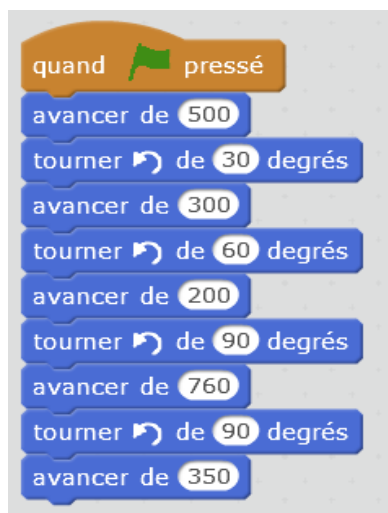 quand pressé
avancer de 500
tourner de 30 degrés
avancer de 300
tourner de 60 degrés
avancer de 200
tourner de 90 degrés
avancer de 760
tourner de 90 degrés
avancer de 350